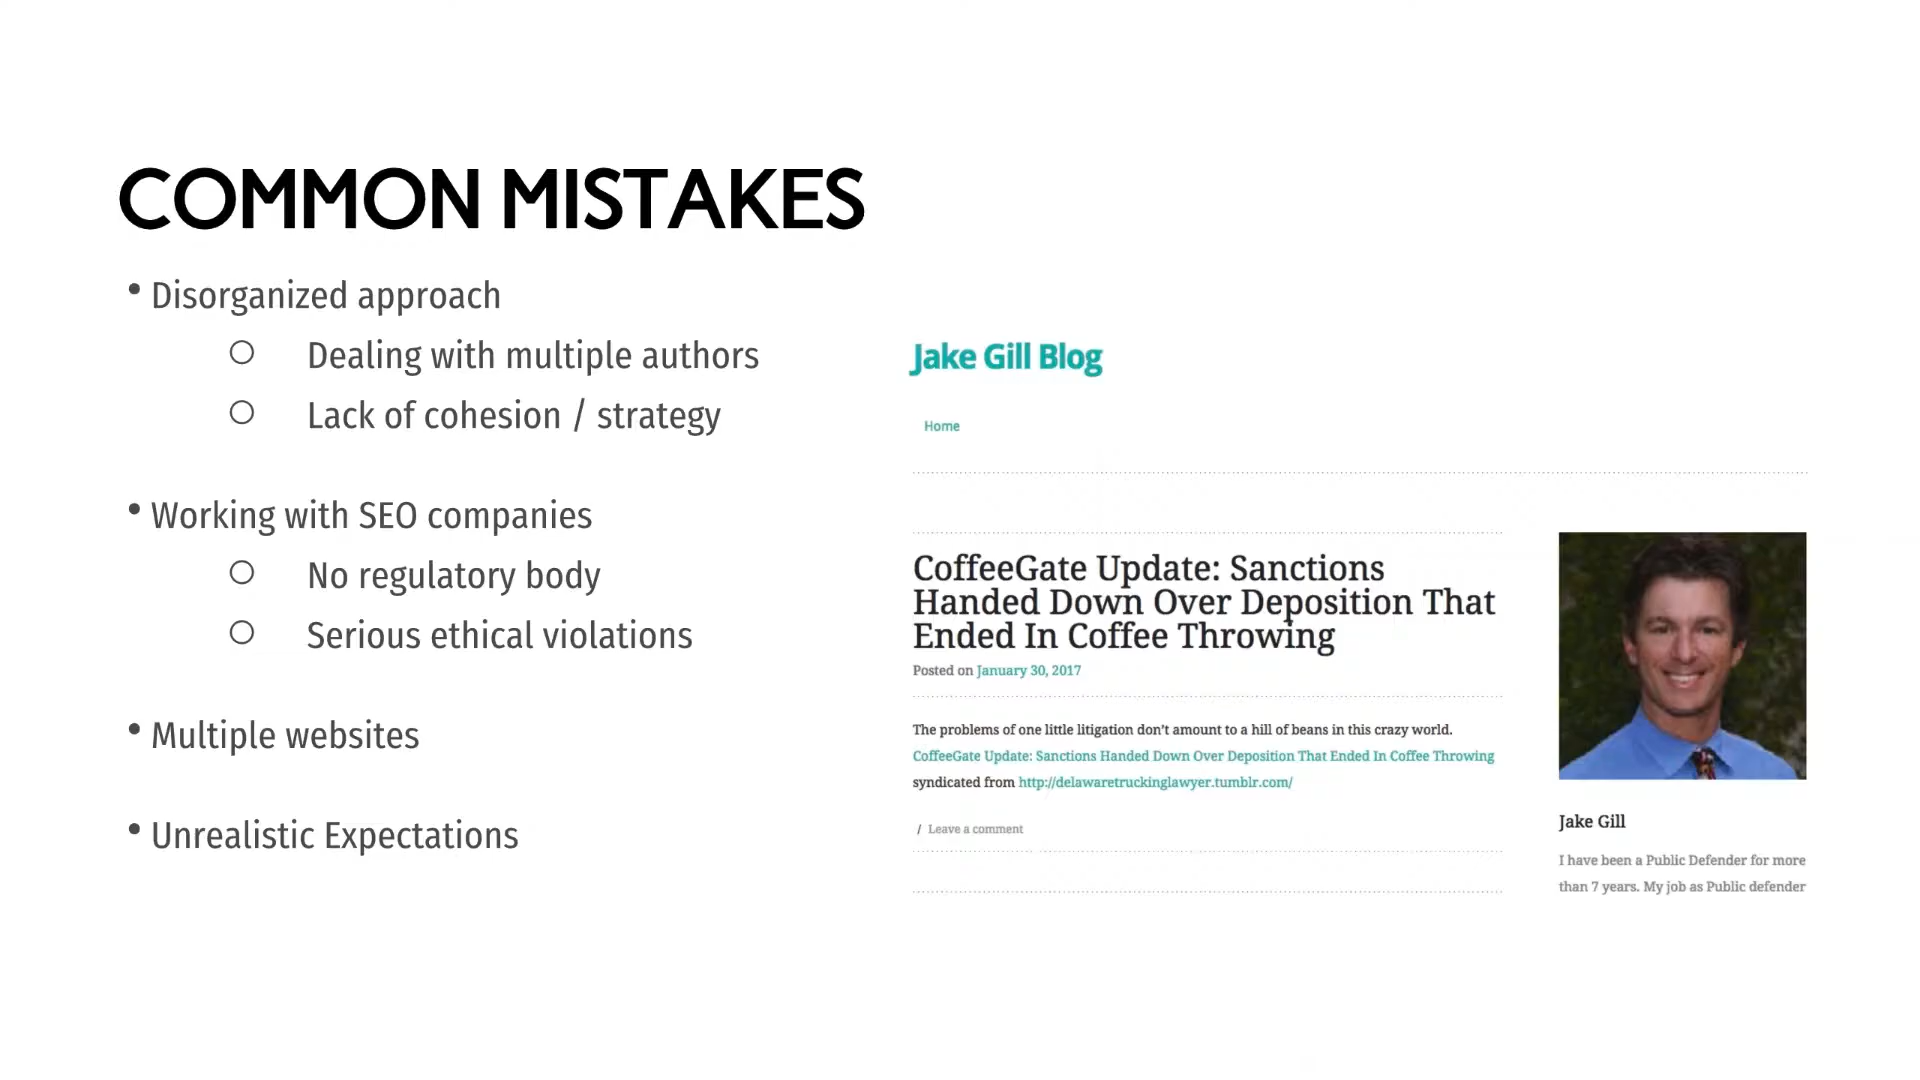 COMMON MISTAKES
• Disorganized approach
○ Dealing with multiple authors
○ Lack of cohesion / strategy
• Working with SEO companies
○ No regulatory body
○ Serious ethical violations
• Multiple websites
• Unrealistic Expectations
Jake Gill Blog
Home
CoffeeGate Update: Sanctions
Handed Down Over Deposition That
Ended In Coffee Throwing
Posted on January 30, 2017
The problems of one little litigation don’t amount to a hill of beans in this crazy world.
CoffeeGate Update: Sanctions Handed Down Over Deposition That Ended In Coffee Throwing
syndicated from http://delawaretruckinglawyer.tumblr.com/
/ Leave a comment
Jake Gill
I have been a Public Defender for more
than 7 years. My job as Public defender